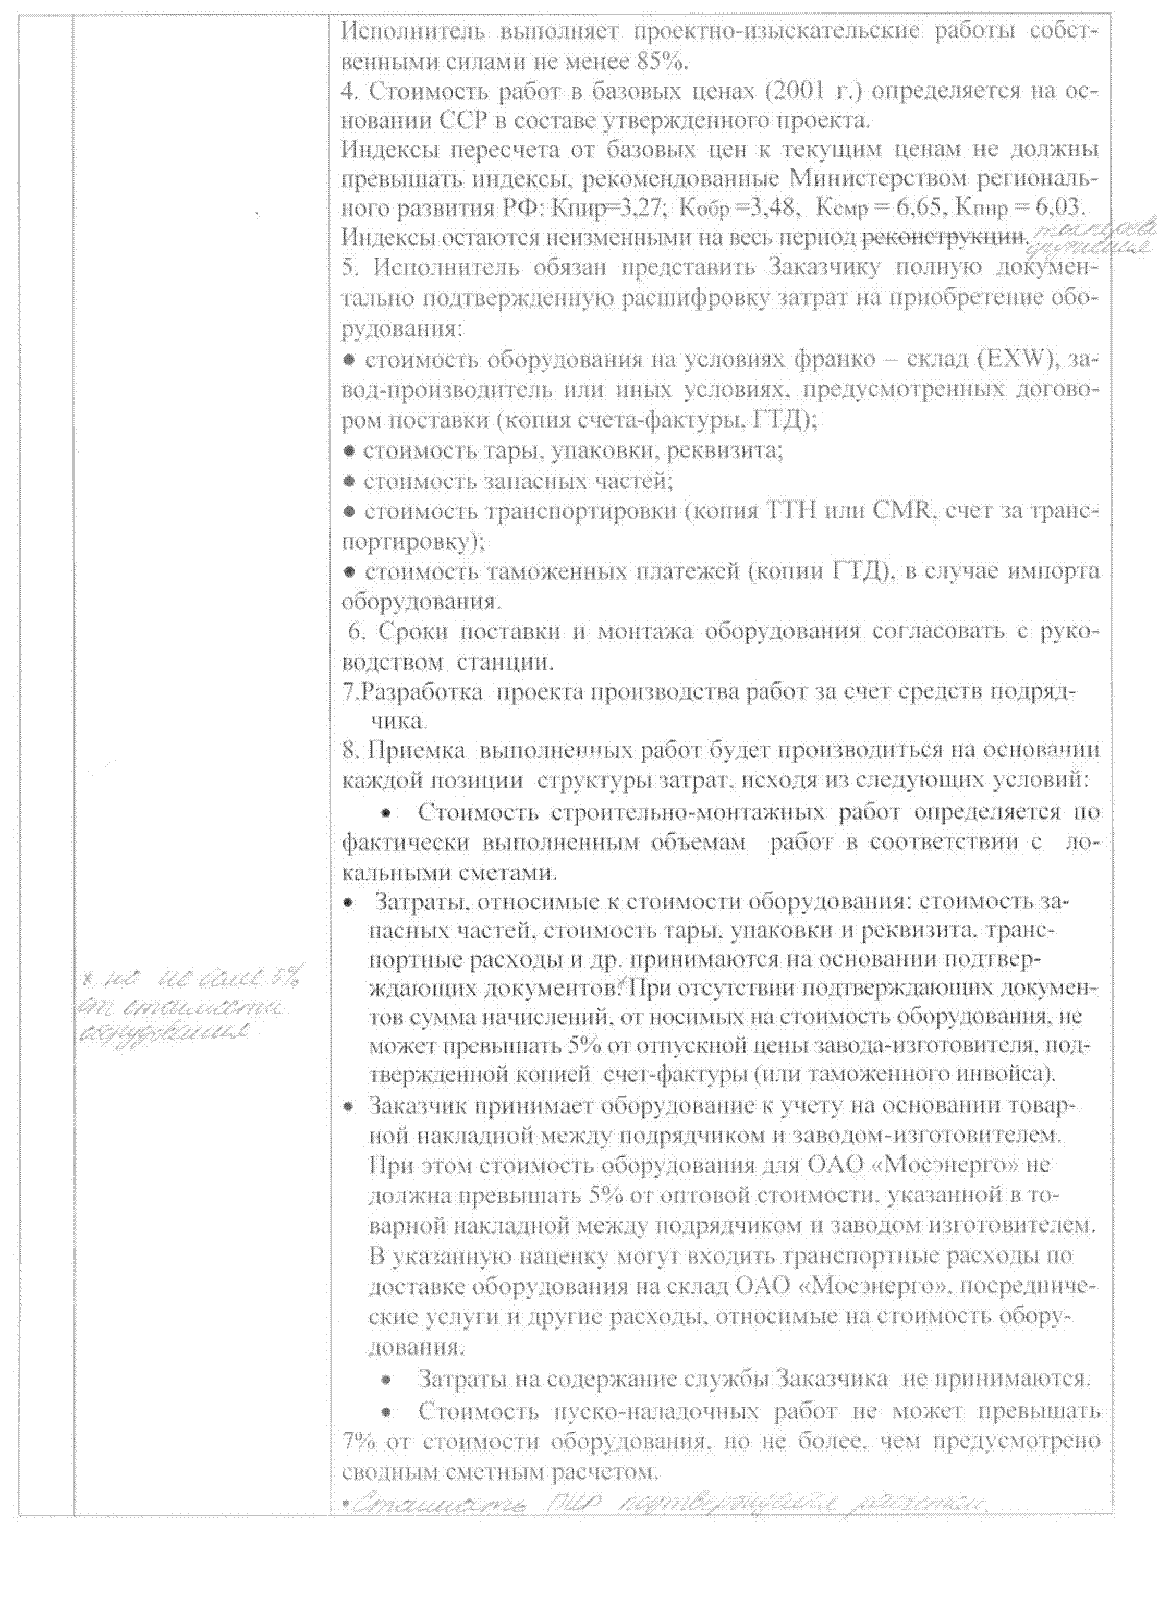 Исполнитель выполняет проектно-изыскательские работы собст-
венными силами не менее 85%.
4. Стоимость работ в базовых ценах (2001 г.) определяется на ос-
новании ССР в составе утвержденного проекта.
Индексы пересчета от базовых цен к текущим ценам не должны
превышать индексы, рекомендованные Министерством региональ-
ного развития РФ: Кпир=3,27; Кобр =3,48, Ксмр = 6,65, Кпнр = 6,03.
Индексы остаются неизменными на весь период реконструкции.
5. Исполнитель обязан представить Заказчику полную докумен-
тально подтвержденную расшифровку затрат на приобретение обо-
рудования:
● стоимость оборудования на условиях франко – склад (EXW), за-
вод-производитель или иных условиях, предусмотренных догово-
ром поставки (копия счета-фактуры, ГТД);
● стоимость тары, упаковки, реквизита;
● стоимость запасных частей;
● стоимость транспортировки (копия ТТН или CMR, счет за транс-
портировку);
● стоимость таможенных платежей (копии ГТД), в случае импорта
оборудования.
6. Сроки поставки и монтажа оборудования согласовать с руко-
водством станции.
7.Разработка проекта производства работ за счет средств подряд-
чика.
8. Приемка выполненных работ будет производиться на основании
каждой позиции структуры затрат, исходя из следующих условий:
● Стоимость строительно-монтажных работ определяется по
фактически выполненным объемам работ в соответствии с ло-
кальными сметами.
● Затраты, относимые к стоимости оборудования: стоимость за-
пасных частей, стоимость тары, упаковки и реквизита, транс-
портные расходы и др. принимаются на основании подтвер-
ждающих документов.* При отсутствии подтверждающих докумен-
тов сумма начислений, от носимых на стоимость оборудования, не
может превышать 5% от отпускной цены завода-изготовителя, под-
твержденной копией счет-фактуры (или таможенного инвойса).
* но не более 5%
от стоимости
оборудования
● Заказчик принимает оборудование к учету на основании товар-
ной накладной между подрядчиком и заводом-изготовителем.
При этом стоимость оборудования для ОАО «Мосэнерго» не
должна превышать 5% от оптовой стоимости, указанной в то-
варной накладной между подрядчиком и заводом изготовителем.
В указанную наценку могут входить транспортные расходы по
доставке оборудования на склад ОАО «Мосэнерго», посредниче-
ские услуги и другие расходы, относимые на стоимость обору-
дования.
● Затраты на содержание службы Заказчика не принимаются.
● Стоимость пуско-наладочных работ не может превышать
7% от стоимости оборудования, но не более, чем предусмотрено
сводным сметным расчетом.
• Стоимость ПИР подтверждается расчетом.